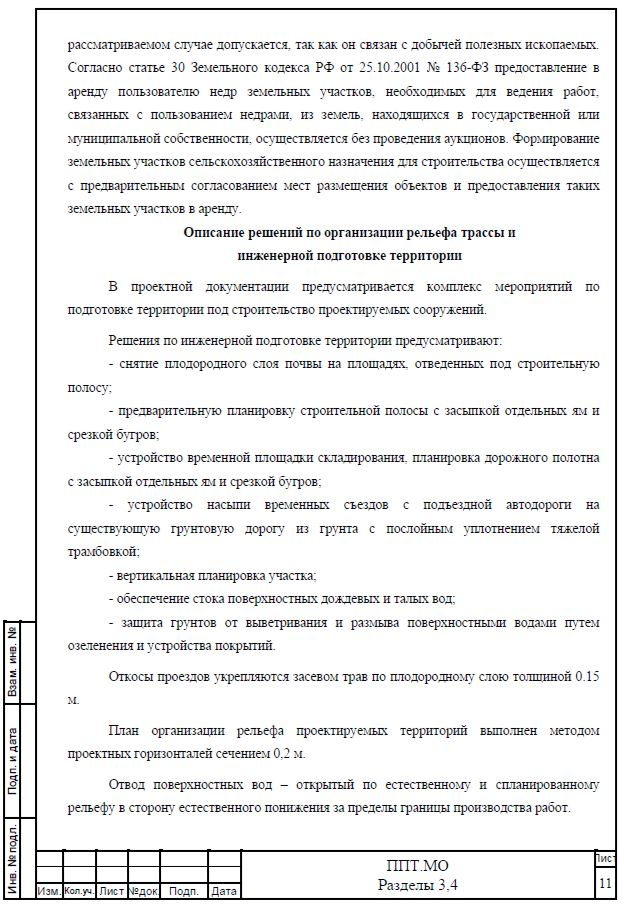 рассматриваемом случае допускается, так как он связан с добычей полезных ископаемых.
Согласно статье 30 Земельного кодекса РФ от 25.10.2001 № 136-ФЗ предоставление в
аренду пользователю недр земельных участков, необходимых для ведения работ,
связанных с пользованием недрами, из земель, находящихся в государственной или
муниципальной собственности, осуществляется без проведения аукционов. Формирование
земельных участков сельскохозяйственного назначения для строительства осуществляется
с предварительным согласованием мест размещения объектов и предоставления таких
земельных участков в аренду.
Описание решений по организации рельефа трассы и
инженерной подготовке территории
В проектной документации предусматривается комплекс мероприятий по
подготовке территории под строительство проектируемых сооружений.
Решения по инженерной подготовке территории предусматривают:
- снятие плодородного слоя почвы на площадях, отведенных под строительную
полосу;
- предварительную планировку строительной полосы с засыпкой отдельных ям и
срезкой бугров;
- устройство временной площадки складирования, планировка дорожного полотна
с засыпкой отдельных ям и срезкой бугров;
- устройство насыпи временных съездов с подъездной автодороги на
существующую грунтовую дорогу из грунта с послойным уплотнением тяжелой
трамбовкой;
- вертикальная планировка участка;
- обеспечение стока поверхностных дождевых и талых вод;
- защита грунтов от выветривания и размыва поверхностными водами путем
озеленения и устройства покрытий.
Откосы проездов укрепляются засевом трав по плодородному слою толщиной 0.15
м.
План организации рельефа проектируемых территорий выполнен методом
проектных горизонталей сечением 0,2 м.
Отвод поверхностных вод – открытый по естественному и спланированному
рельефу в сторону естественного понижения за пределы границы производства работ.
Взам. инв. №
Подп. и дата
Инв. № подл.
Изм. Кол.уч. Лист №док. Подп. Дата
ППТ.МО
Разделы 3,4
Лист
11